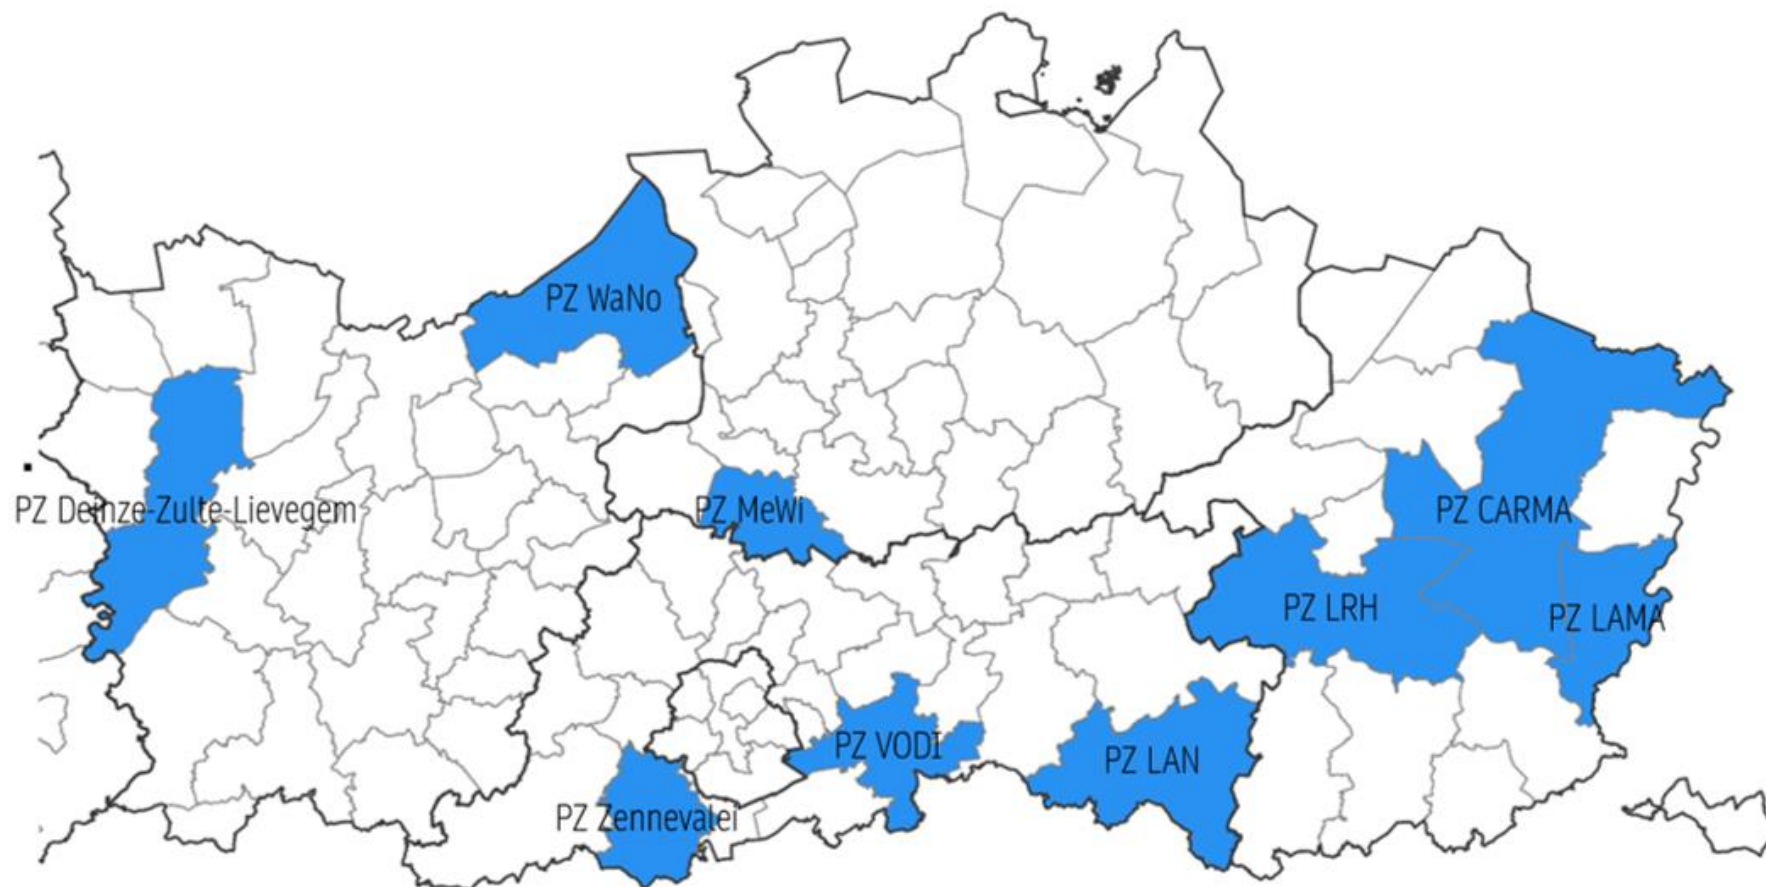 PZ WaNo
PZ Deinze-Zulte-Lievegem
PZ MeWi
PZ CARMA
PZ LRH
PZ LAMA
PZ VODI
PZ LAN
PZ Zennevalei